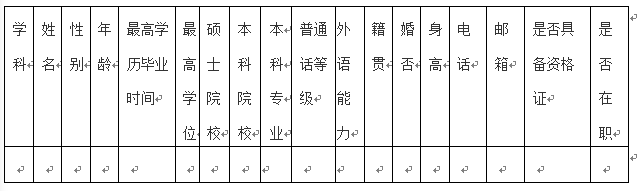 学科 姓名 性别 年龄 最高学历毕业时间 最高学位 硕士院校 本科院校 本科专业 普通话等级 外语能力 籍贯 婚否 身高 电话 邮箱 是否具备资格证 是否在职